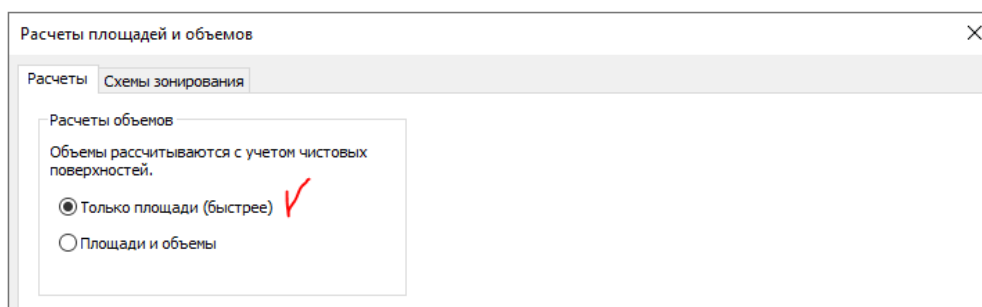 Расчеты площадей и объемов
Расчеты
Схемы зонирования
Расчеты объемов
Объемы рассчитываются с учетом чистовых
поверхностей.
Только площади (быстрее)
Площади и объемы